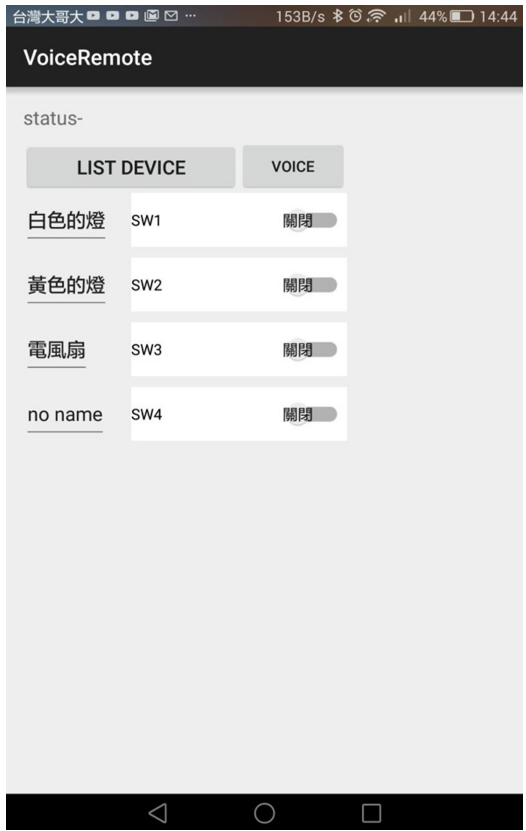 台灣大哥大 ... 153B/s 44% 14:44
VoiceRemote
status-
LIST DEVICE VOICE
白色的燈 SW1 關閉
黃色的燈 SW2 關閉
電風扇 SW3 關閉
no name SW4 關閉